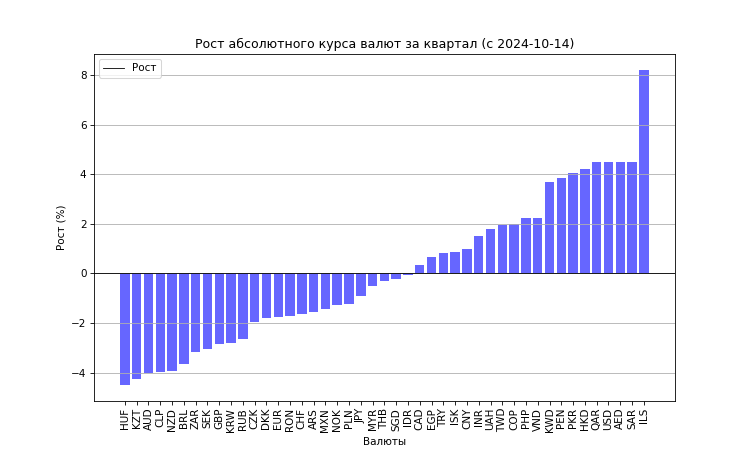 Рост абсолютного курса валют за квартал (с 2024-10-14)
Рост
Рост (%)
8
6
4
2
0
−2
−4
HUF KZT AUD CLP NZD BRL ZAR SEK GBP KRW RUB CZK DKK EUR RON CHF ARS MXN NOK PLN JPY MYR THB SGD IDR CAD EGP TRY ISK CNY INR UAH TWD COP PHP VND KWD PEN PKR HKD QAR USD AED SAR ILS
Валюты